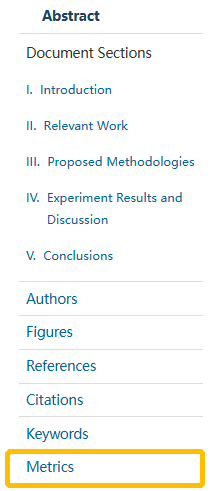 Abstract
Document Sections
I. Introduction
II. Relevant Work
III. Proposed Methodologies
IV. Experiment Results and
Discussion
V. Conclusions
Authors
Figures
References
Citations
Keywords
Metrics